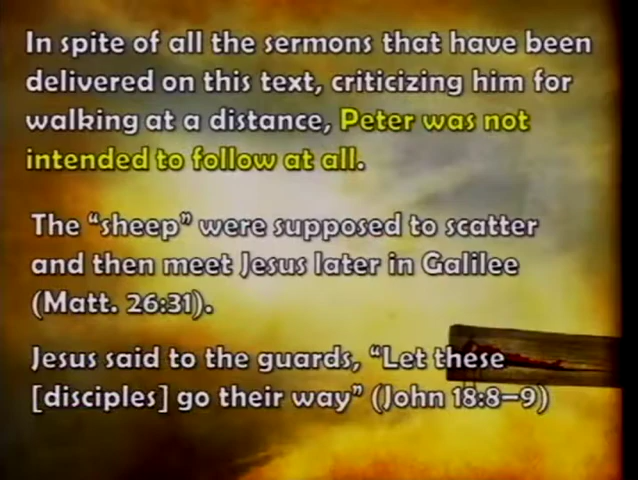 In spite of all the sermons that have been
delivered on this text, criticizing him for
walking at a distance, Peter was not
intended to follow at all.
The “sheep” were supposed to scatter
and then meet Jesus later in Galilee
(Matt. 26:31).
Jesus said to the guards, “Let these
[disciples] go their way” (John 18:8–9)